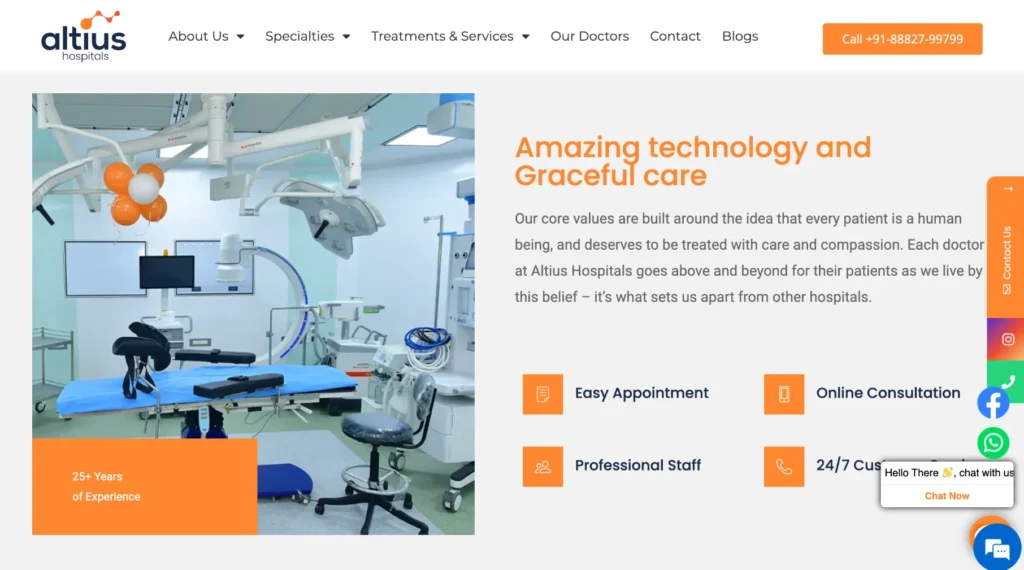 altius
hospitals
About Us
Specialties
Treatments & Services
Our Doctors
Contact
Blogs
Call +91-88827-99799
Amazing technology and
Graceful care
Our core values are built around the idea that every patient is a human
being, and deserves to be treated with care and compassion. Each doctor
at Altius Hospitals goes above and beyond for their patients as we live by
this belief – it's what sets us apart from other hospitals.
Easy Appointment
Online Consultation
Professional Staff
24/7
25+ Years
of Experience
→
Contact Us
Hello There 👋, chat with us
Chat Now